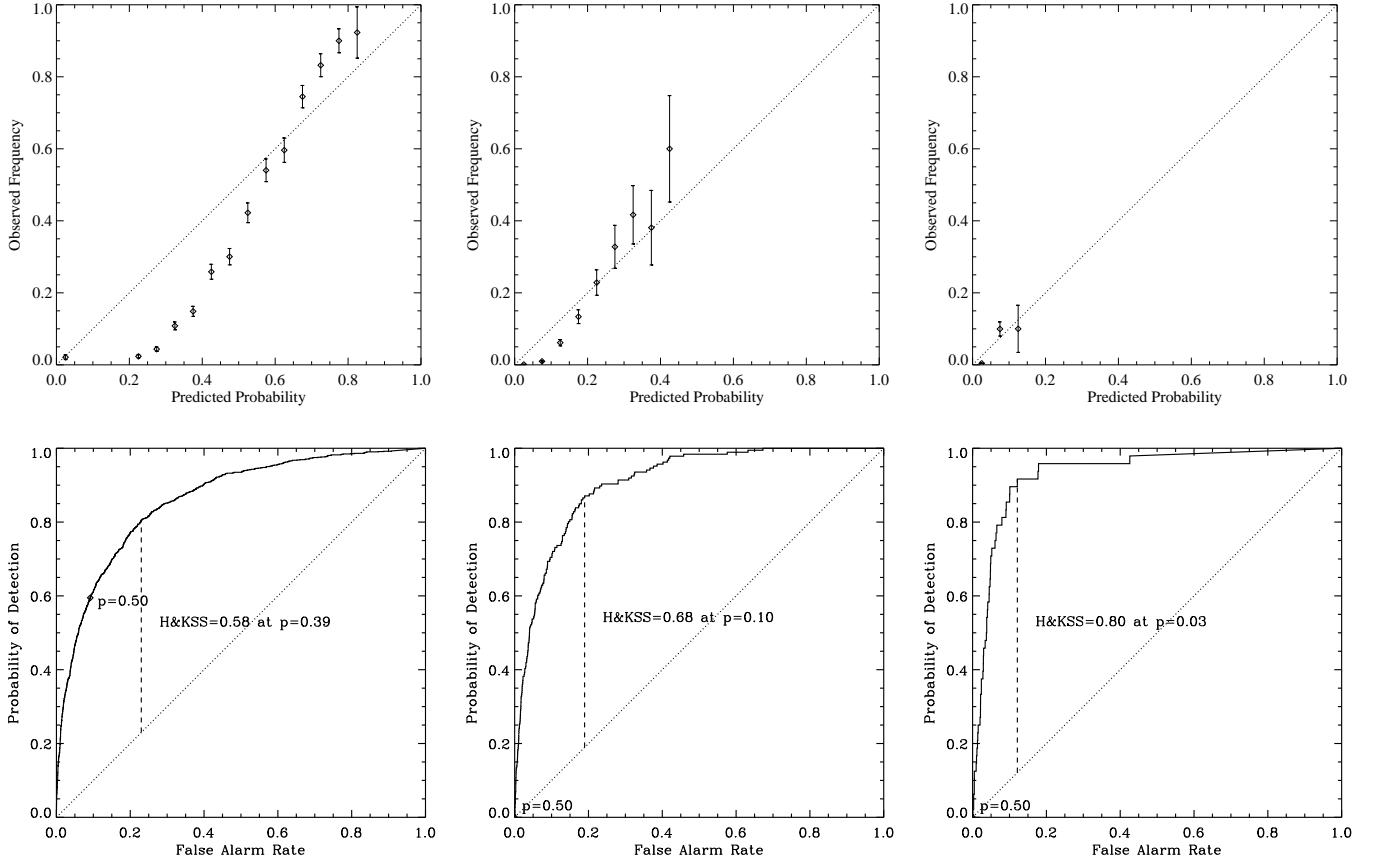 1.0
0.8
0.6
0.4
0.2
0.0
Observed Frequency
0.0 0.2 0.4 0.6 0.8 1.0
Predicted Probability
1.0
0.8
0.6
0.4
0.2
0.0
Observed Frequency
0.0 0.2 0.4 0.6 0.8 1.0
Predicted Probability
1.0
0.8
0.6
0.4
0.2
0.0
Observed Frequency
0.0 0.2 0.4 0.6 0.8 1.0
Predicted Probability
1.0
0.8
0.6
0.4
0.2
0.0
Probability of Detection
p=0.50
H&KSS=0.58 at p=0.39
0.0 0.2 0.4 0.6 0.8 1.0
False Alarm Rate
1.0
0.8
0.6
0.4
0.2
0.0
Probability of Detection
H&KSS=0.68 at p=0.10
p=0.50
0.0 0.2 0.4 0.6 0.8 1.0
False Alarm Rate
1.0
0.8
0.6
0.4
0.2
0.0
Probability of Detection
H&KSS=0.80 at p=0.03
p=0.50
0.0 0.2 0.4 0.6 0.8 1.0
False Alarm Rate